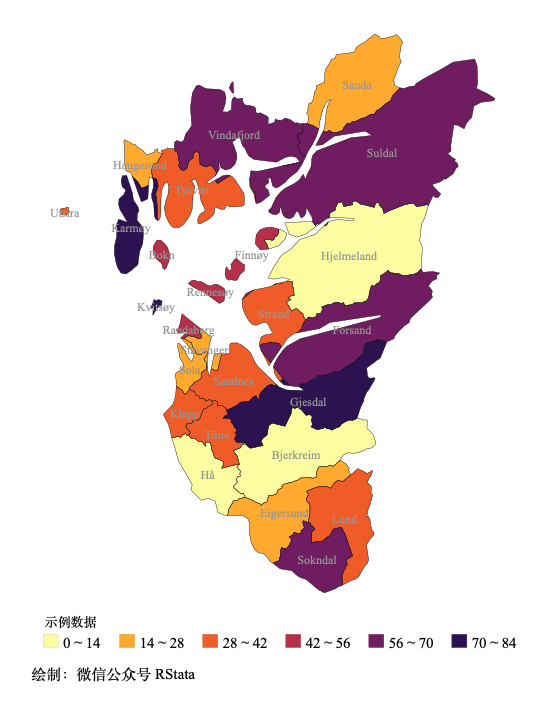 Sauda
Vindafjord
Suldal
Haugesund
Tysvær
Utsira
Karmøy
Bokn
Finnøy
Hjelmeland
Rennesøy
Kvitsøy
Strand
Randaberg
Forsand
Stavenger
Sola
Sandnes
Gjesdal
Klepp
Time
Bjerkreim
Hå
Eigersund
Lund
Sokndal
示例数据
0 ~ 14 14 ~ 28 28 ~ 42 42 ~ 56 56 ~ 70 70 ~ 84
绘制：微信公众号 RStata